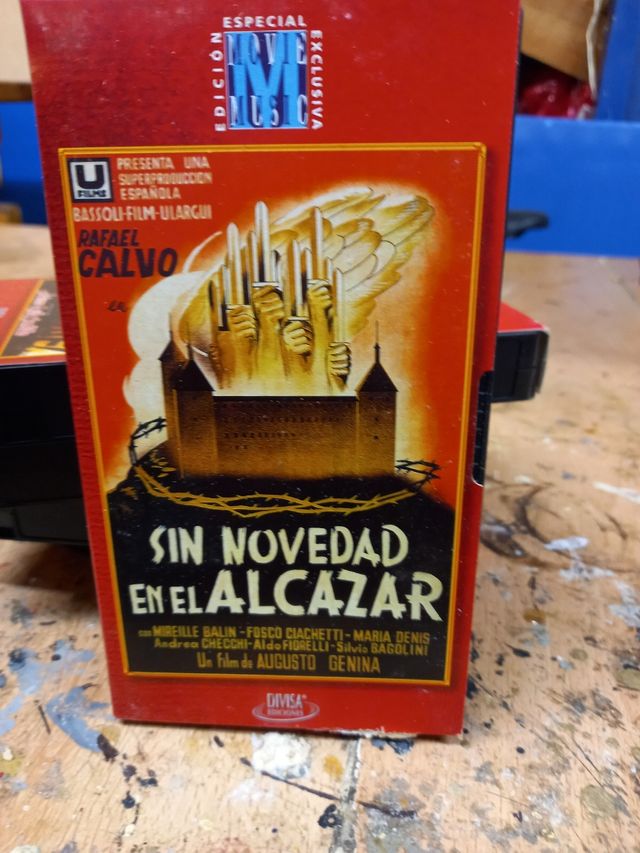 ESPECIAL
EDICIÓN
MOVIE
MUSIC
EXCLUSIVA
U
FILMS
PRESENTA UNA
SUPERPRODUCCION
ESPAÑOLA
BASSOLI-FILM-ULARGUI
RAFAEL
CALVO
en
SIN NOVEDAD
EN EL ALCAZAR
con MIREILLE BALIN - FOSCO CIACHETTI - MARIA DENIS
Andrea CHECCHI - Aldo FIORELLI - Silvio BAGOLINI
Un film de AUGUSTO GENINA
DIVISA®
EDICIONES